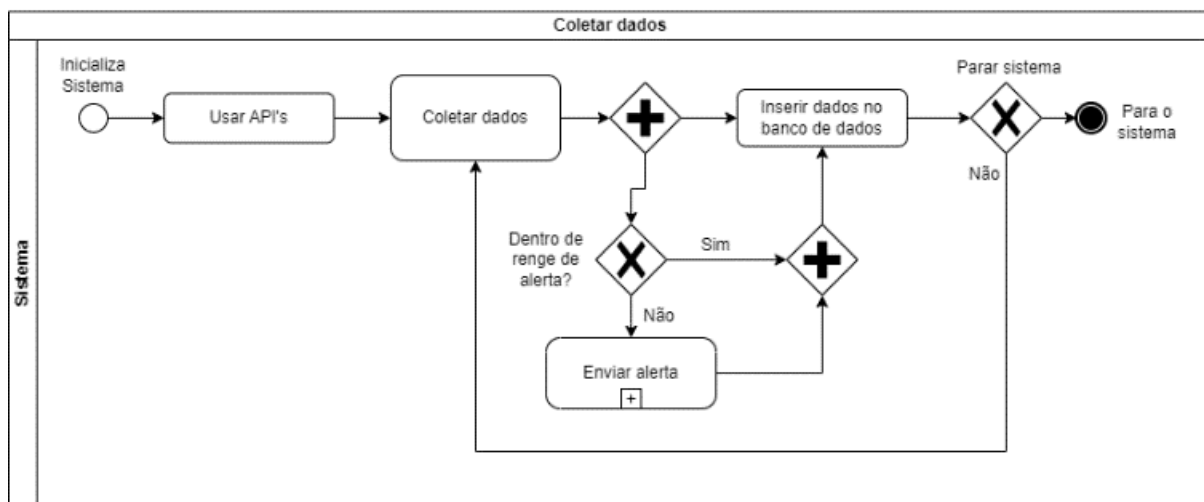 Coletar dados
Sistema
Inicializa
Sistema
Usar API's
Coletar dados
Inserir dados no
banco de dados
Parar sistema
Para o
sistema
Não
Dentro de
renge de
alerta?
Sim
Não
Enviar alerta